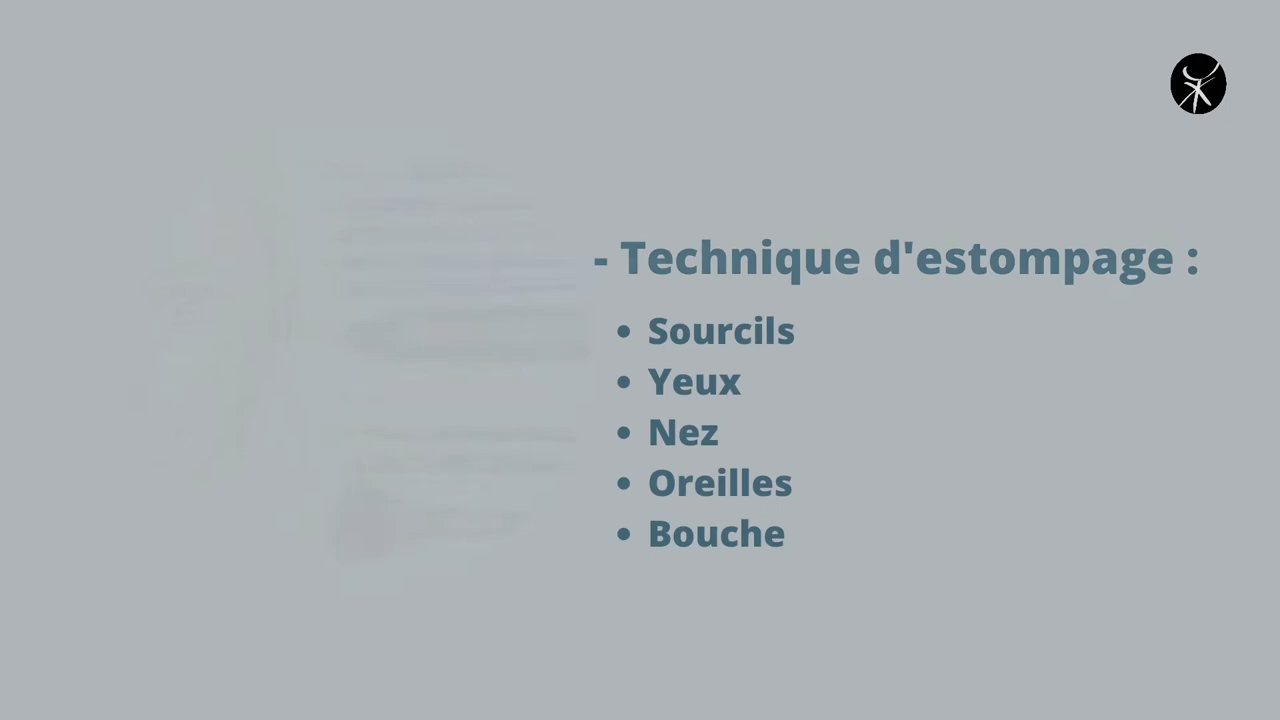 - Technique d'estompage :
• Sourcils
• Yeux
• Nez
• Oreilles
• Bouche